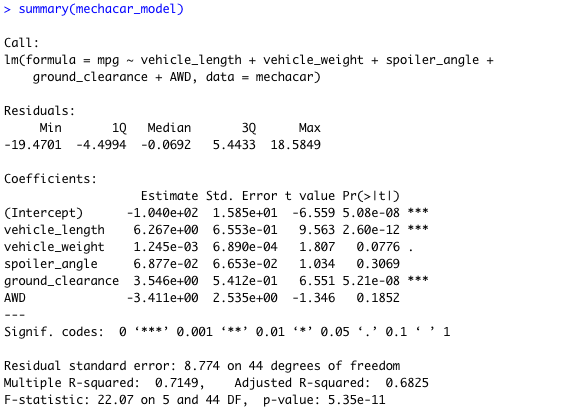 > summary(mechacar_model)
Call:
lm(formula = mpg ~ vehicle_length + vehicle_weight + spoiler_angle +
    ground_clearance + AWD, data = mechacar)
Residuals:
     Min       1Q   Median       3Q      Max
-19.4701  -4.4994  -0.0692   5.4433  18.5849
Coefficients:
                   Estimate Std. Error t value Pr(>|t|)
(Intercept)      -1.040e+02  1.585e+01  -6.559 5.08e-08 ***
vehicle_length    6.267e+00  6.553e-01   9.563 2.60e-12 ***
vehicle_weight    1.245e-03  6.890e-04   1.807   0.0776 .
spoiler_angle     6.877e-02  6.653e-02   1.034   0.3069
ground_clearance  3.546e+00  5.412e-01   6.551 5.21e-08 ***
AWD              -3.411e+00  2.535e+00  -1.346   0.1852
---
Signif. codes:  0 ‘***’ 0.001 ‘**’ 0.01 ‘*’ 0.05 ‘.’ 0.1 ‘ ’ 1
Residual standard error: 8.774 on 44 degrees of freedom
Multiple R-squared:  0.7149,    Adjusted R-squared:  0.6825
F-statistic: 22.07 on 5 and 44 DF,  p-value: 5.35e-11